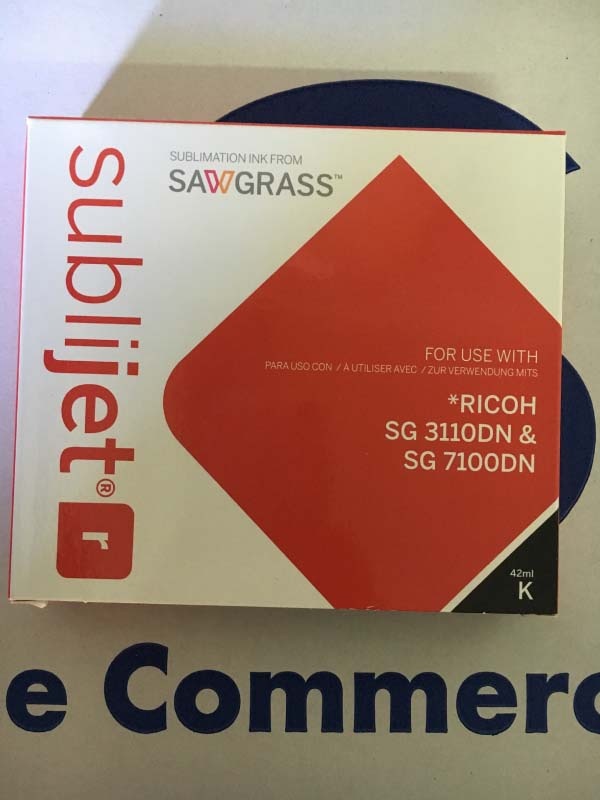 SUBLIMATION INK FROM
SAWGRASS™
sublijet®
r
FOR USE WITH
PARA USO CON / À UTILISER AVEC / ZUR VERWENDUNG MITS
*RICOH
SG 3110DN &
SG 7100DN
42ml
K
e Commerc